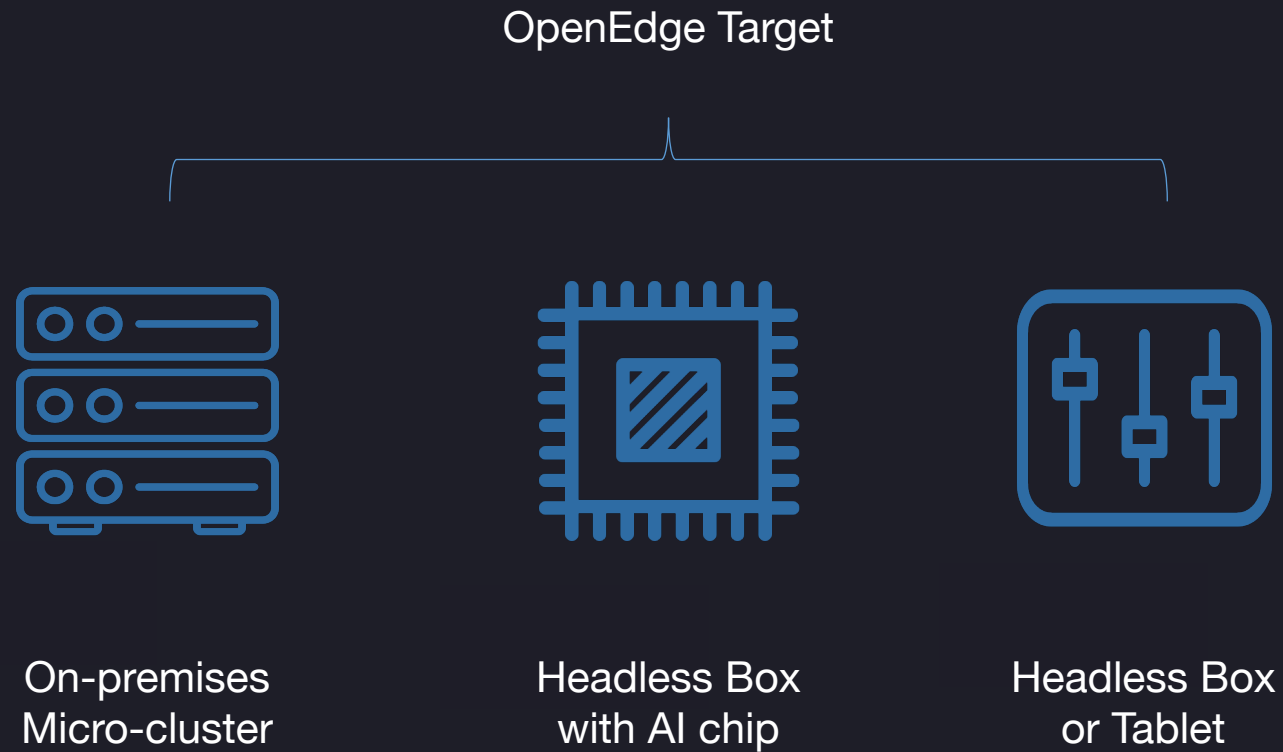 OpenEdge Target
On-premises
Micro-cluster
Headless Box
with AI chip
Headless Box
or Tablet